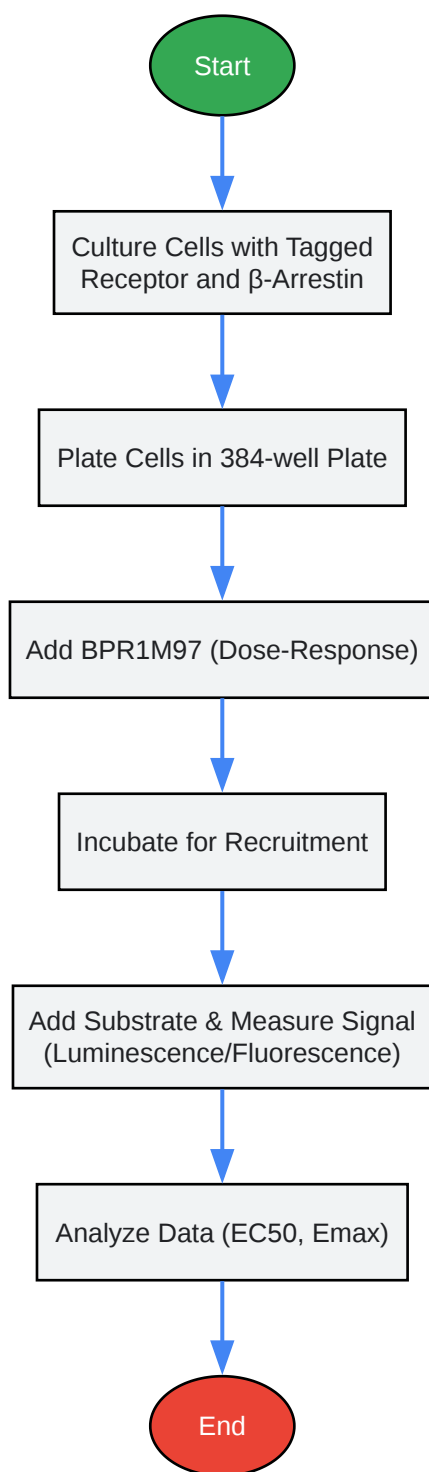 Start
Culture Cells with Tagged
Receptor and β-Arrestin
Plate Cells in 384-well Plate
Add BPR1M97 (Dose-Response)
Incubate for Recruitment
Add Substrate & Measure Signal
(Luminescence/Fluorescence)
Analyze Data (EC50, Emax)
End